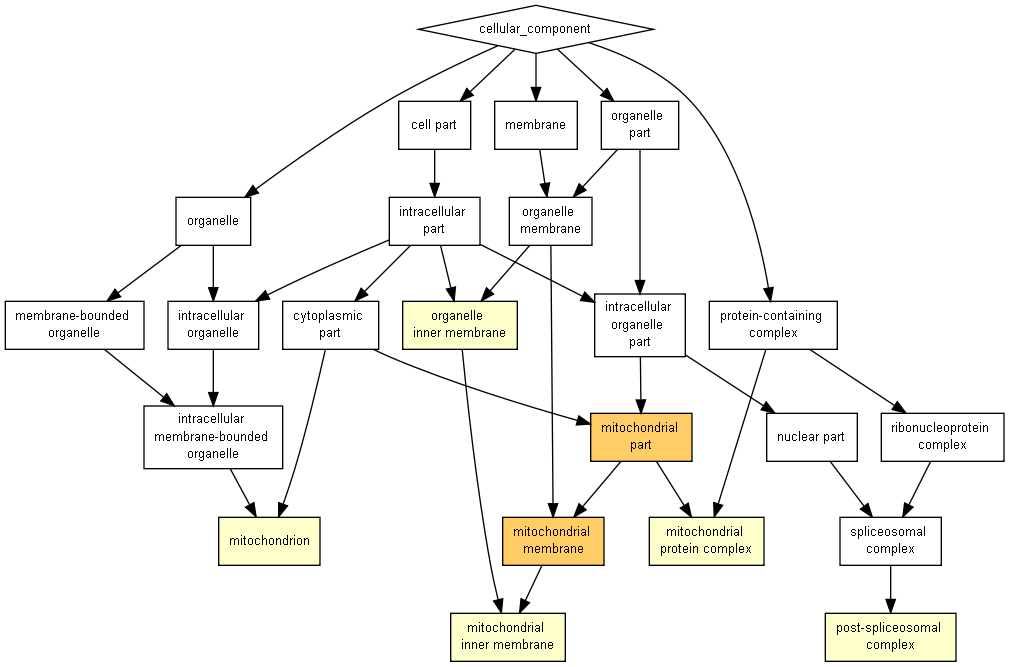 cellular_component
cell part
membrane
organelle
part
organelle
intracellular
part
organelle
membrane
membrane-bounded
organelle
intracellular
organelle
cytoplasmic
part
organelle
inner membrane
intracellular
organelle
part
protein-containing
complex
intracellular
membrane-bounded
organelle
mitochondrial
part
nuclear part
ribonucleoprotein
complex
mitochondrion
mitochondrial
membrane
mitochondrial
protein complex
spliceosomal
complex
mitochondrial
inner membrane
post-spliceosomal
complex